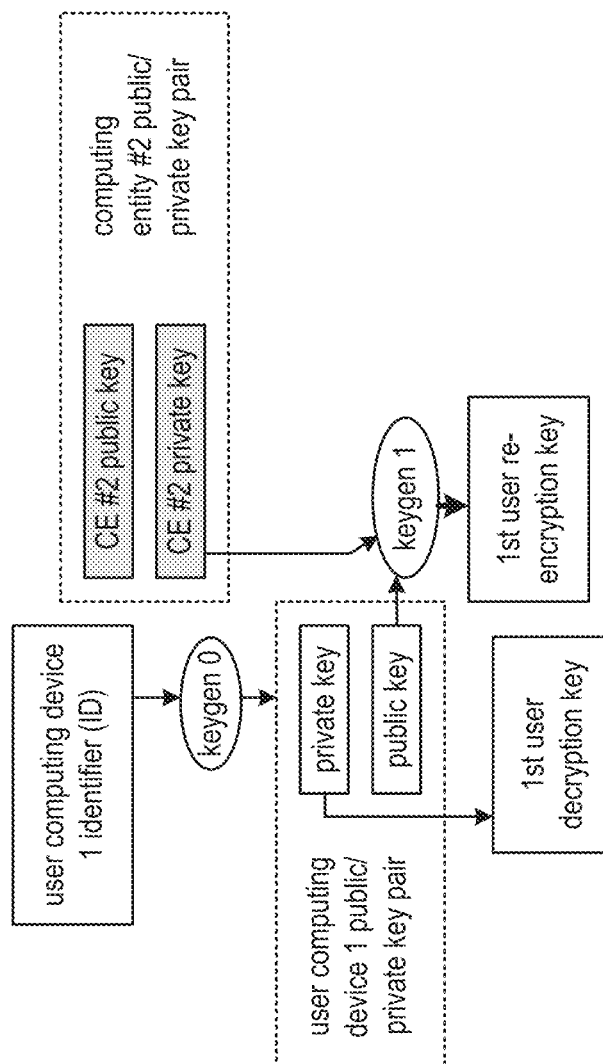 user computing device
1 identifier (ID)
keygen 0
user computing
device 1 public/
private key pair
private key
public key
1st user
decryption key
CE #2 public key
CE #2 private key
computing
entity #2 public/
private key pair
keygen 1
1st user re-
encryption key